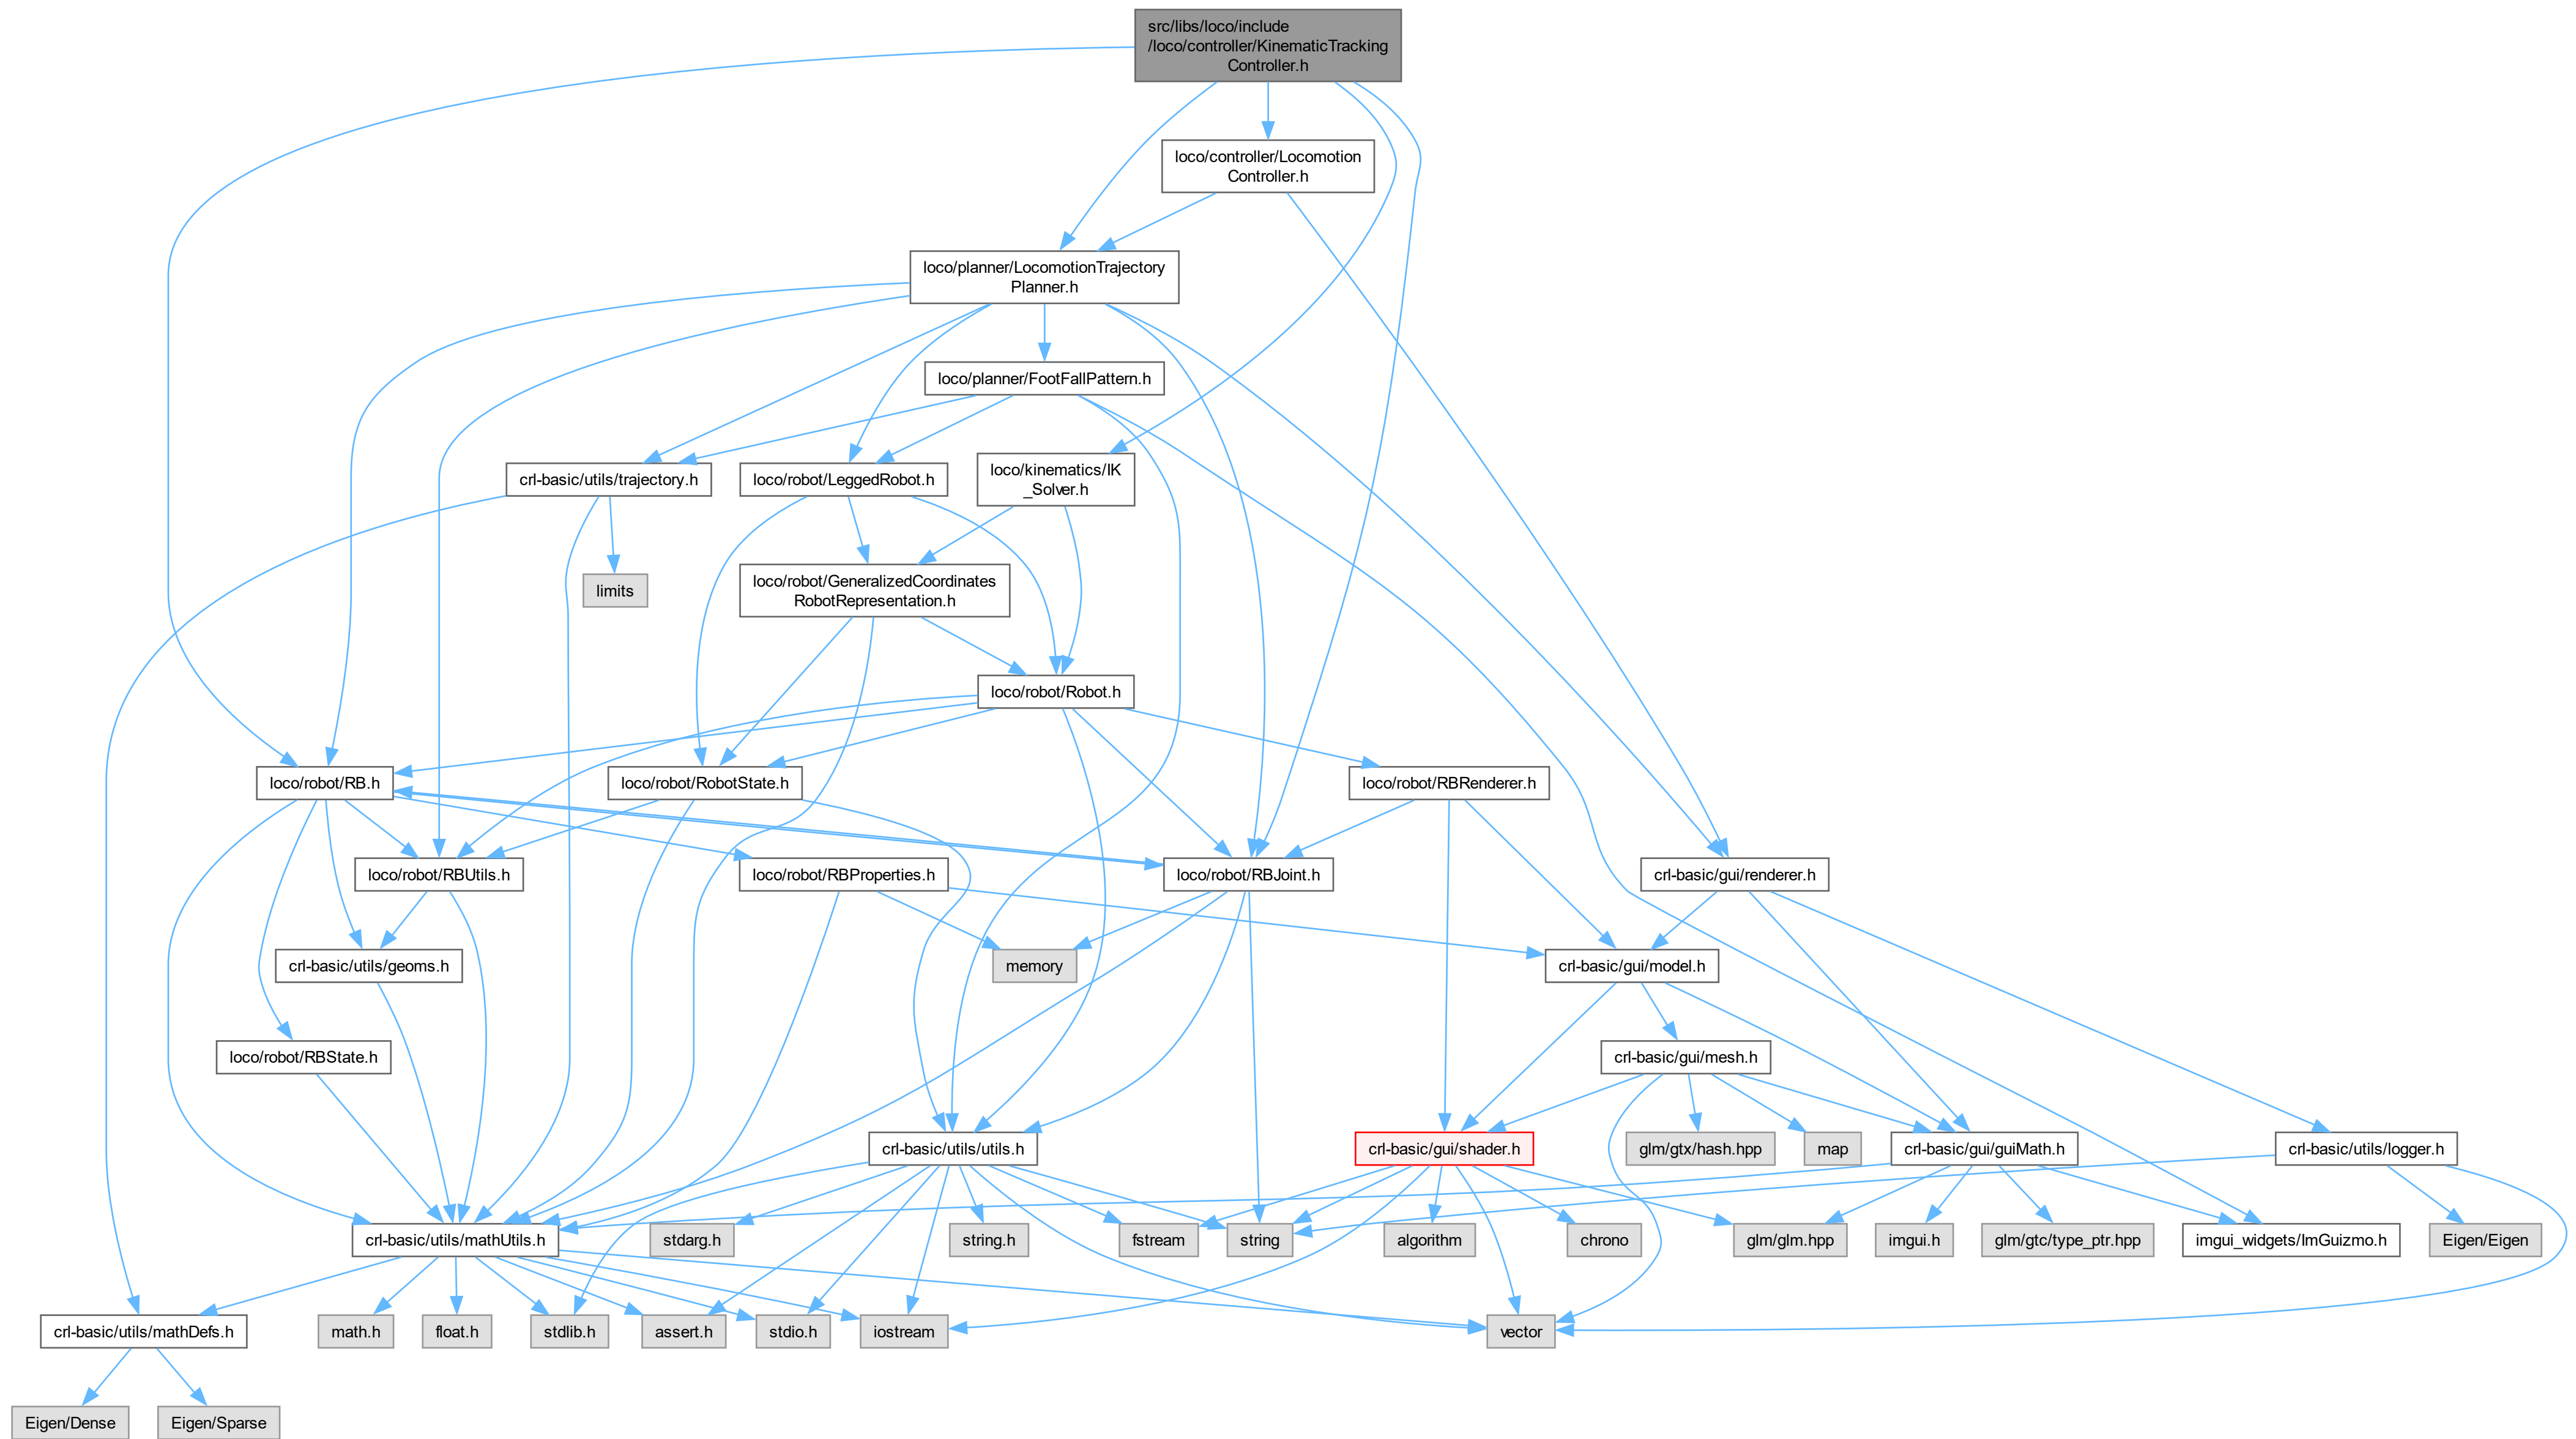 src/libs/loco/include
/loco/controller/KinematicTracking
Controller.h
loco/controller/Locomotion
Controller.h
loco/planner/LocomotionTrajectory
Planner.h
loco/planner/FootFallPattern.h
crl-basic/utils/trajectory.h
loco/robot/LeggedRobot.h
loco/kinematics/IK
_Solver.h
limits
loco/robot/GeneralizedCoordinates
RobotRepresentation.h
loco/robot/Robot.h
loco/robot/RB.h
loco/robot/RobotState.h
loco/robot/RBRenderer.h
loco/robot/RBUtils.h
loco/robot/RBProperties.h
loco/robot/RBJoint.h
crl-basic/gui/renderer.h
crl-basic/utils/geoms.h
memory
crl-basic/gui/model.h
loco/robot/RBState.h
crl-basic/gui/mesh.h
crl-basic/utils/utils.h
crl-basic/gui/shader.h
glm/gtx/hash.hpp
map
crl-basic/gui/guiMath.h
crl-basic/utils/logger.h
crl-basic/utils/mathUtils.h
stdarg.h
string.h
fstream
string
algorithm
chrono
glm/glm.hpp
imgui.h
glm/gtc/type_ptr.hpp
imgui_widgets/ImGuizmo.h
Eigen/Eigen
crl-basic/utils/mathDefs.h
math.h
float.h
stdlib.h
assert.h
stdio.h
iostream
vector
Eigen/Dense
Eigen/Sparse